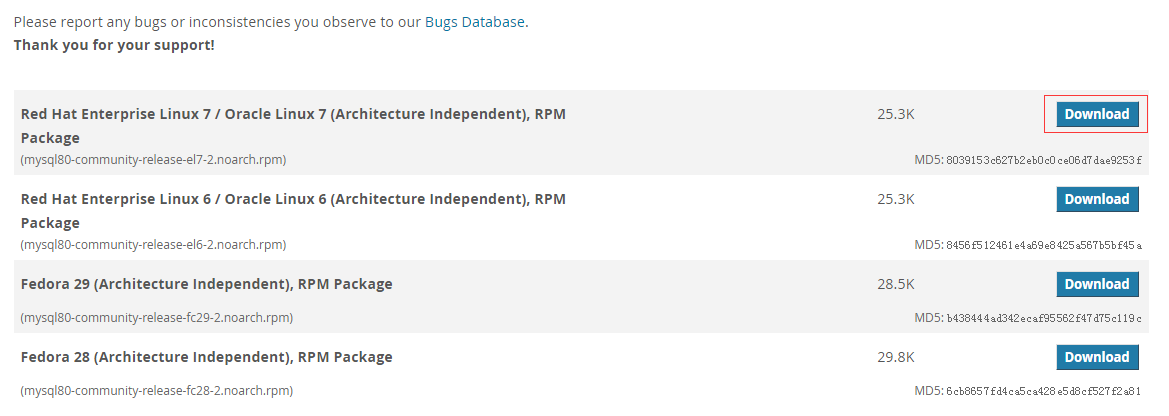 Please report any bugs or inconsistencies you observe to our Bugs Database.
Thank you for your support!
Red Hat Enterprise Linux 7 / Oracle Linux 7 (Architecture Independent), RPM Package 25.3K Download
(mysql80-community-release-el7-2.noarch.rpm) MD5: 8039153c627b2eb0c0ce06d7dae9253f
Red Hat Enterprise Linux 6 / Oracle Linux 6 (Architecture Independent), RPM Package 25.3K Download
(mysql80-community-release-el6-2.noarch.rpm) MD5: 8456f512461e4a69e8425a567b5bf45a
Fedora 29 (Architecture Independent), RPM Package 28.5K Download
(mysql80-community-release-fc29-2.noarch.rpm) MD5: b438444ad342ecaf95562f47d75c119c
Fedora 28 (Architecture Independent), RPM Package 29.8K Download
(mysql80-community-release-fc28-2.noarch.rpm) MD5: 6cb8657fd4ca5ca428e5d8cf527f2a81